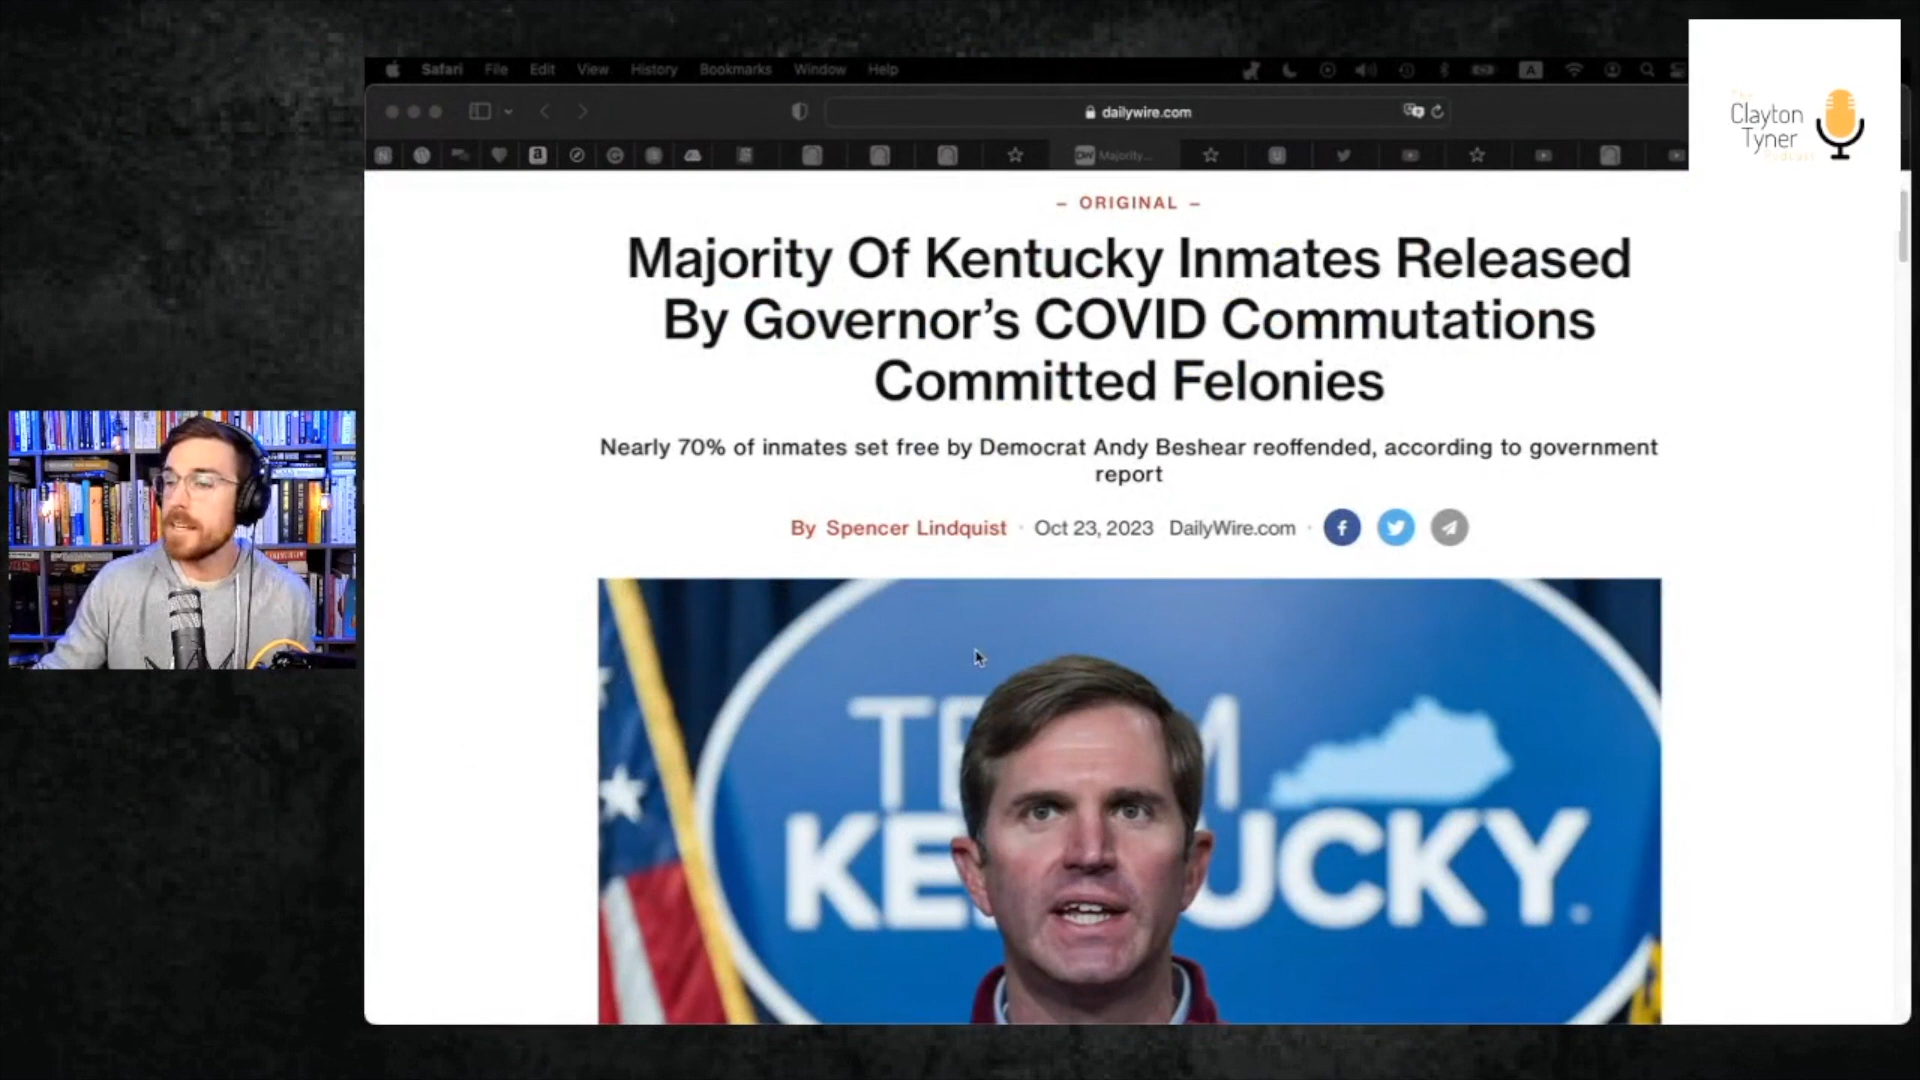 Safari File Edit View History Bookmarks Window Help
A
dailywire.com
Majority...
Clayton
Tyner
Podcast
– ORIGINAL –
Majority Of Kentucky Inmates Released
By Governor’s COVID Commutations
Committed Felonies
Nearly 70% of inmates set free by Democrat Andy Beshear reoffended, according to government
report
By Spencer Lindquist · Oct 23, 2023 DailyWire.com ·
KE UCKY